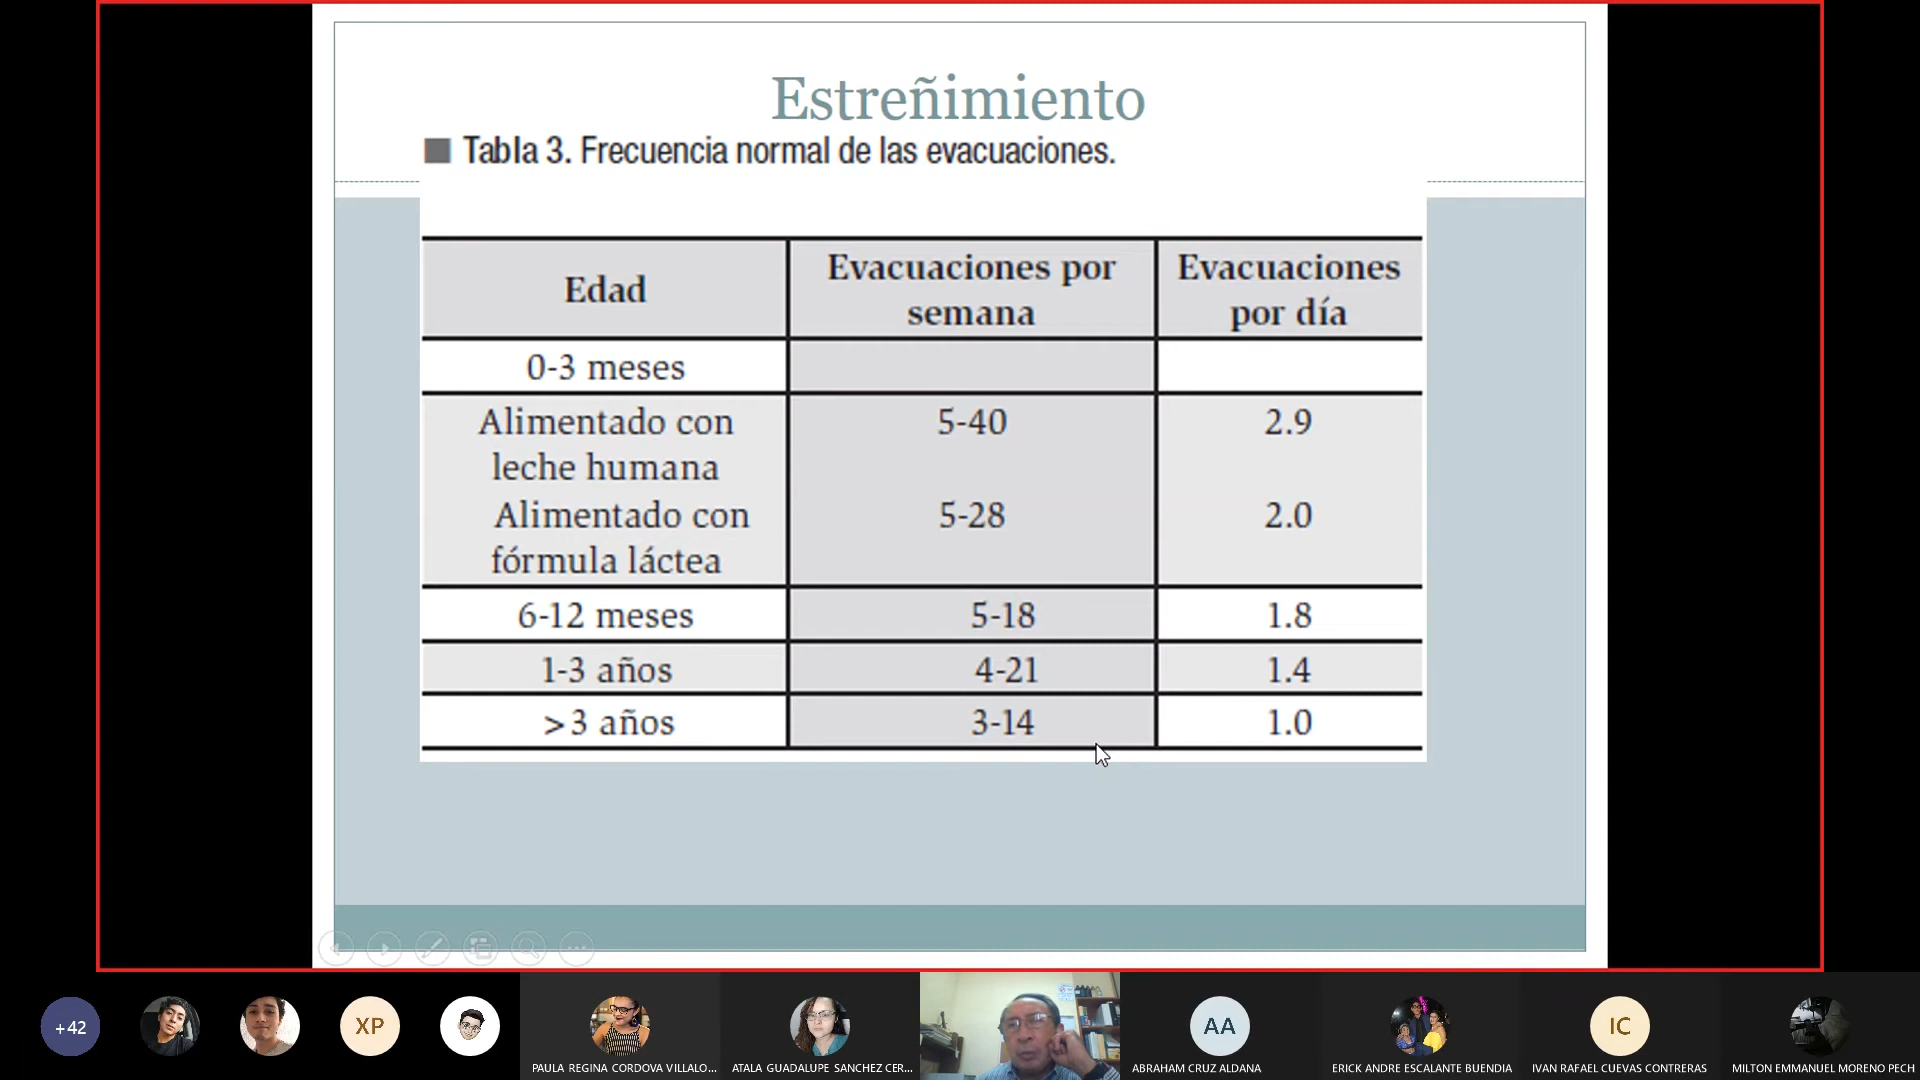 Estreñimiento
Tabla 3. Frecuencia normal de las evacuaciones.
Edad
Evacuaciones por
semana
Evacuaciones
por día
0-3 meses
Alimentado con
leche humana
5-40
2.9
Alimentado con
fórmula láctea
5-28
2.0
6-12 meses
5-18
1.8
1-3 años
4-21
1.4
>3 años
3-14
1.0
+42
XP
PAULA REGINA CORDOVA VILLALO...
ATALA GUADALUPE SANCHEZ CER...
AA
ABRAHAM CRUZ ALDANA
ERICK ANDRE ESCALANTE BUENDIA
IC
IVAN RAFAEL CUEVAS CONTRERAS
MILTON EMMANUEL MORENO PECH